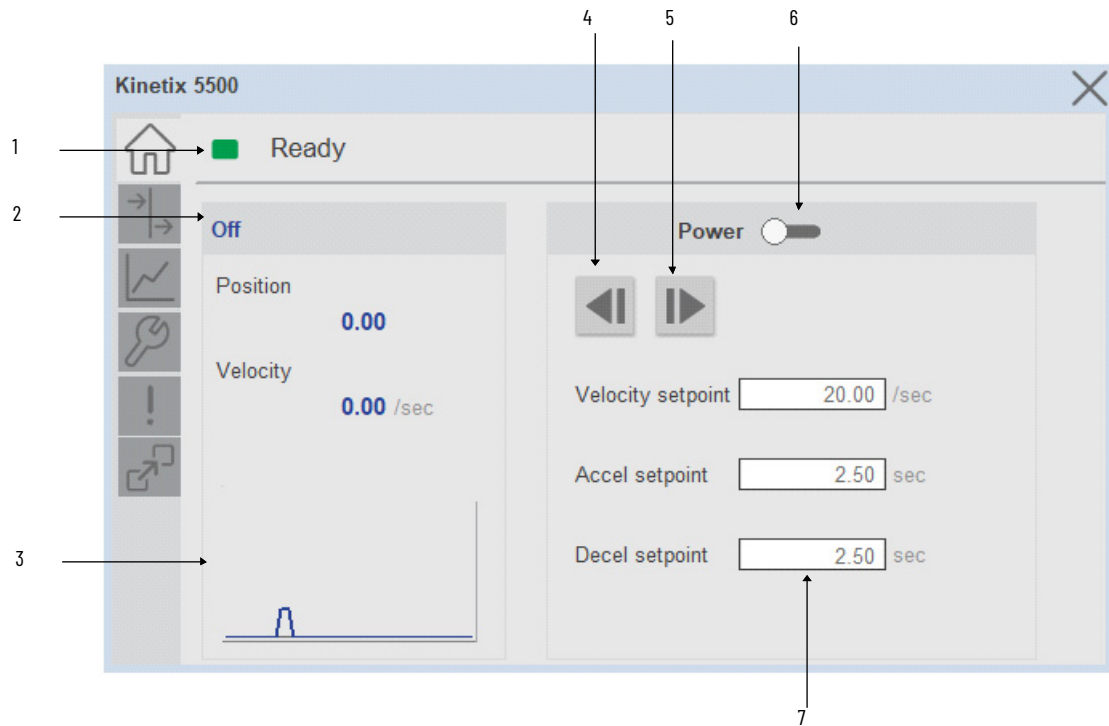 4 5 6
Kinetix 5500
1
Ready
2
Off
Power
Position
0.00
Velocity
0.00 /sec
Velocity setpoint 20.00 /sec
Accel setpoint 2.50 sec
Decel setpoint 2.50 sec
3
7